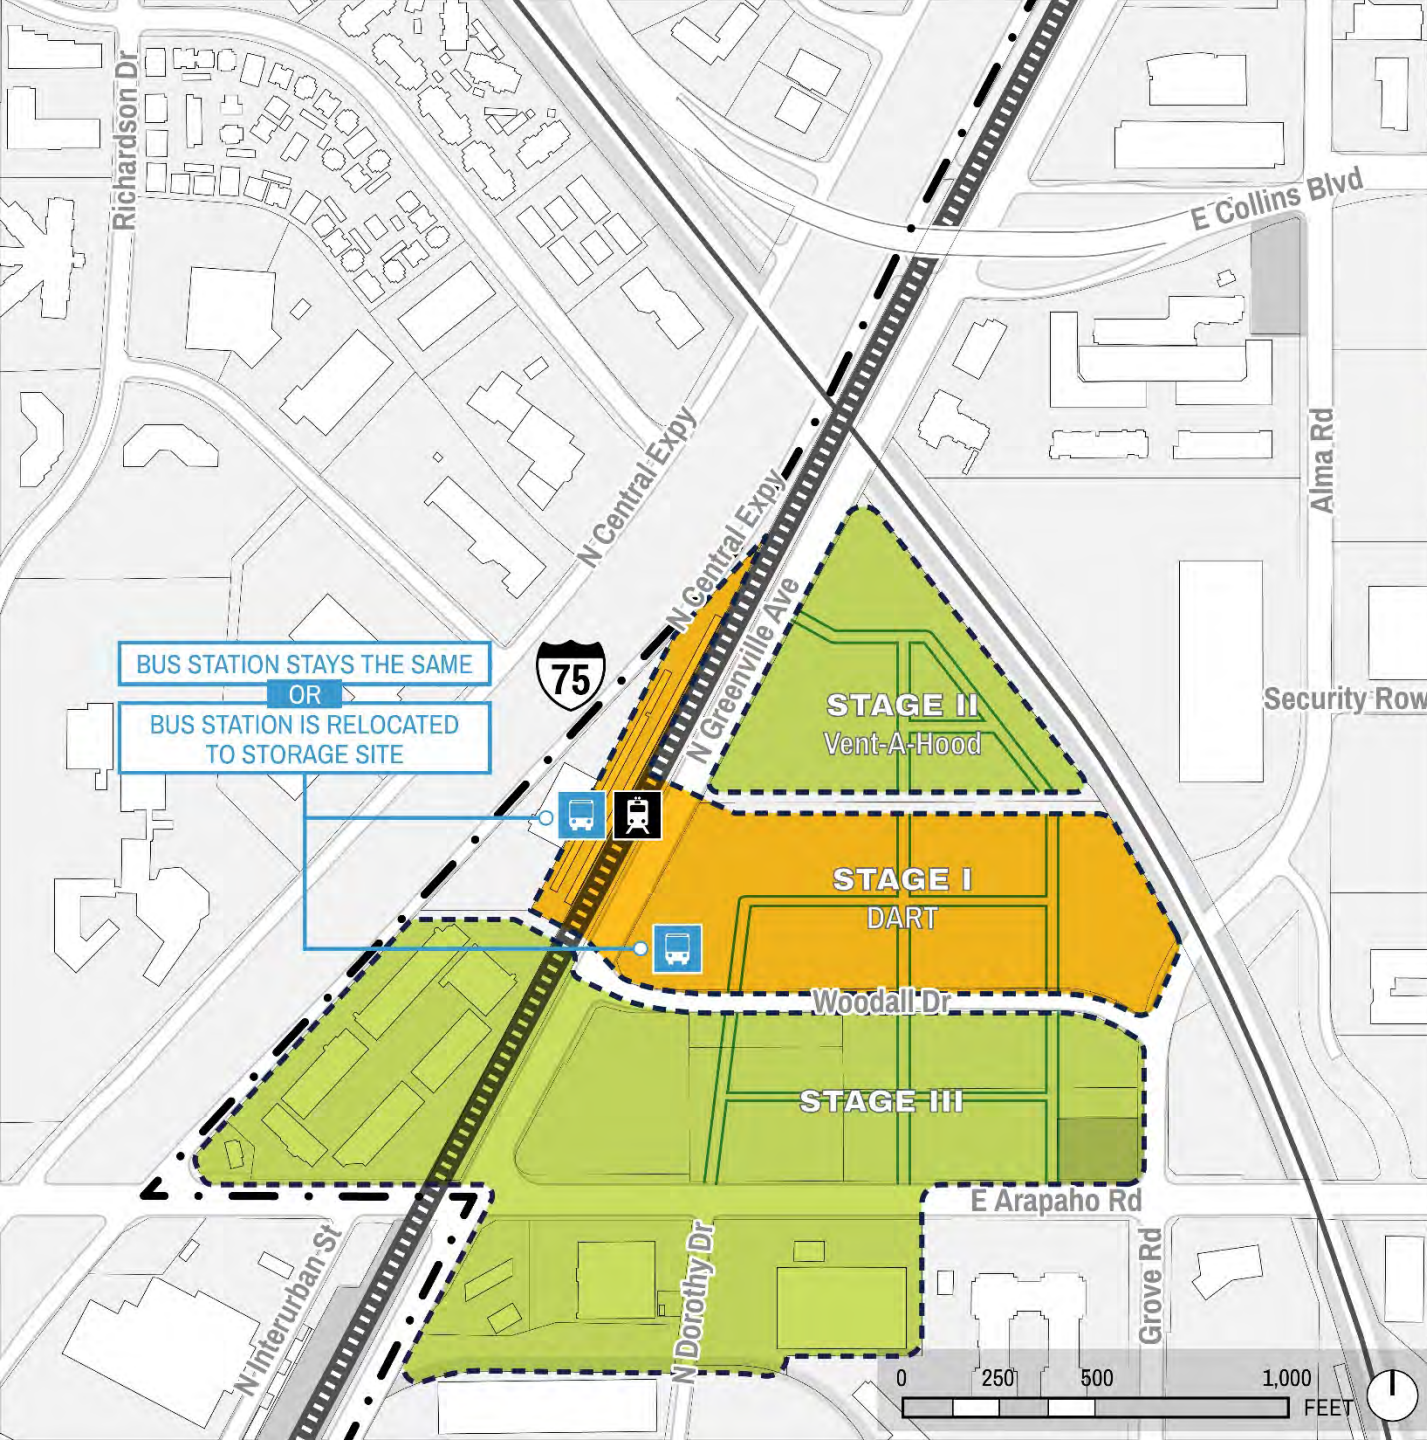 Richardson Dr
E Collins Blvd
N Central Expy
N Central Expy
Alma Rd
N Greenville Ave
BUS STATION STAYS THE SAME
OR
BUS STATION IS RELOCATED
TO STORAGE SITE
75
STAGE II
Vent-A-Hood
Security Row
STAGE I
DART
Woodall Dr
STAGE III
E Arapaho Rd
N Interurban St
N Dorothy Dr
Grove Rd
0 250 500 1,000
FEET